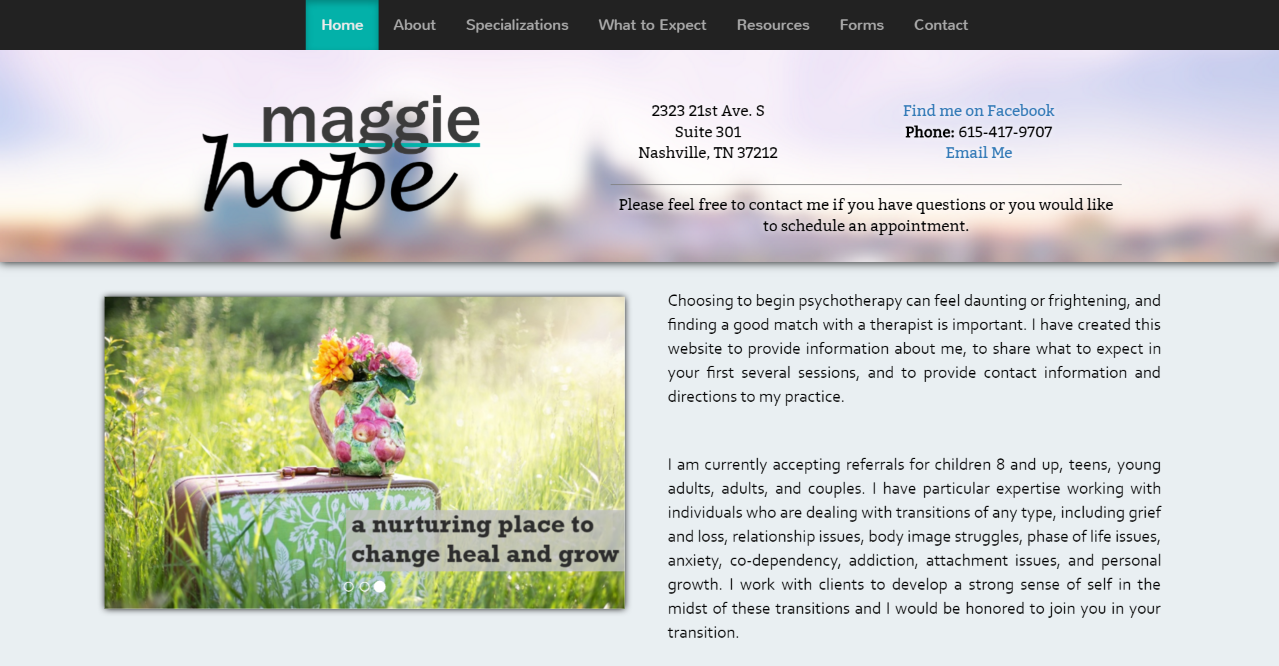 Home About Specializations What to Expect Resources Forms Contact
maggie
hope
2323 21st Ave. S
Suite 301
Nashville, TN 37212
Find me on Facebook
Phone: 615-417-9707
Email Me
Please feel free to contact me if you have questions or you would like
to schedule an appointment.
a nurturing place to
change heal and grow
Choosing to begin psychotherapy can feel daunting or frightening, and
finding a good match with a therapist is important. I have created this
website to provide information about me, to share what to expect in
your first several sessions, and to provide contact information and
directions to my practice.
I am currently accepting referrals for children 8 and up, teens, young
adults, adults, and couples. I have particular expertise working with
individuals who are dealing with transitions of any type, including grief
and loss, relationship issues, body image struggles, phase of life issues,
anxiety, co-dependency, addiction, attachment issues, and personal
growth. I work with clients to develop a strong sense of self in the
midst of these transitions and I would be honored to join you in your
transition.